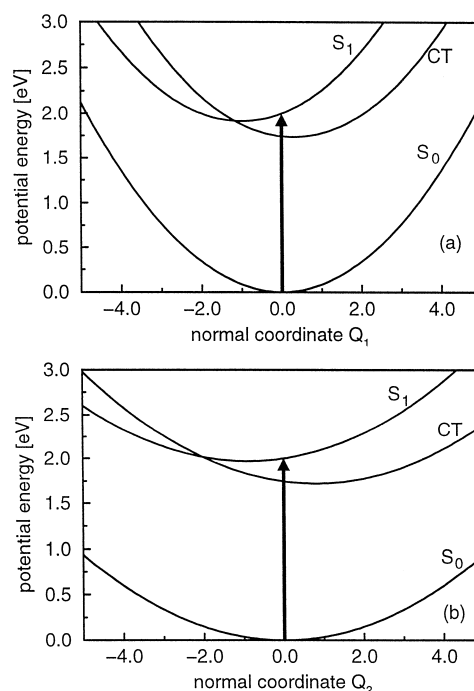 3.0
2.5
2.0
1.5
1.0
0.5
0.0
potential energy [eV]
S₁
CT
S₀
(a)
−4.0 −2.0 0.0 2.0 4.0
normal coordinate Q₁
3.0
2.5
2.0
1.5
1.0
0.5
0.0
potential energy [eV]
S₁
CT
S₀
(b)
−4.0 −2.0 0.0 2.0 4.0
normal coordinate Q₂